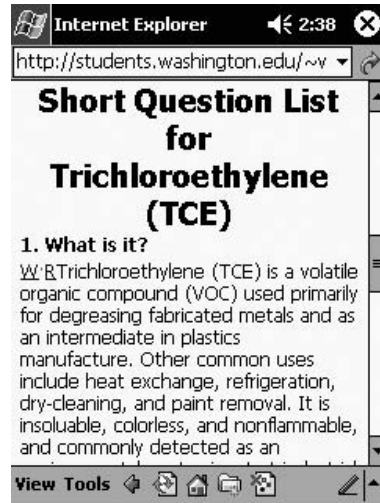 Internet Explorer 2:38
http://students.washington.edu/~v
Short Question List
for
Trichloroethylene
(TCE)
1. What is it?
W·RTrichloroethylene (TCE) is a volatile
organic compound (VOC) used primarily
for degreasing fabricated metals and as
an intermediate in plastics
manufacture. Other common uses
include heat exchange, refrigeration,
dry-cleaning, and paint removal. It is
insoluable, colorless, and nonflammable,
and commonly detected as an
View Tools